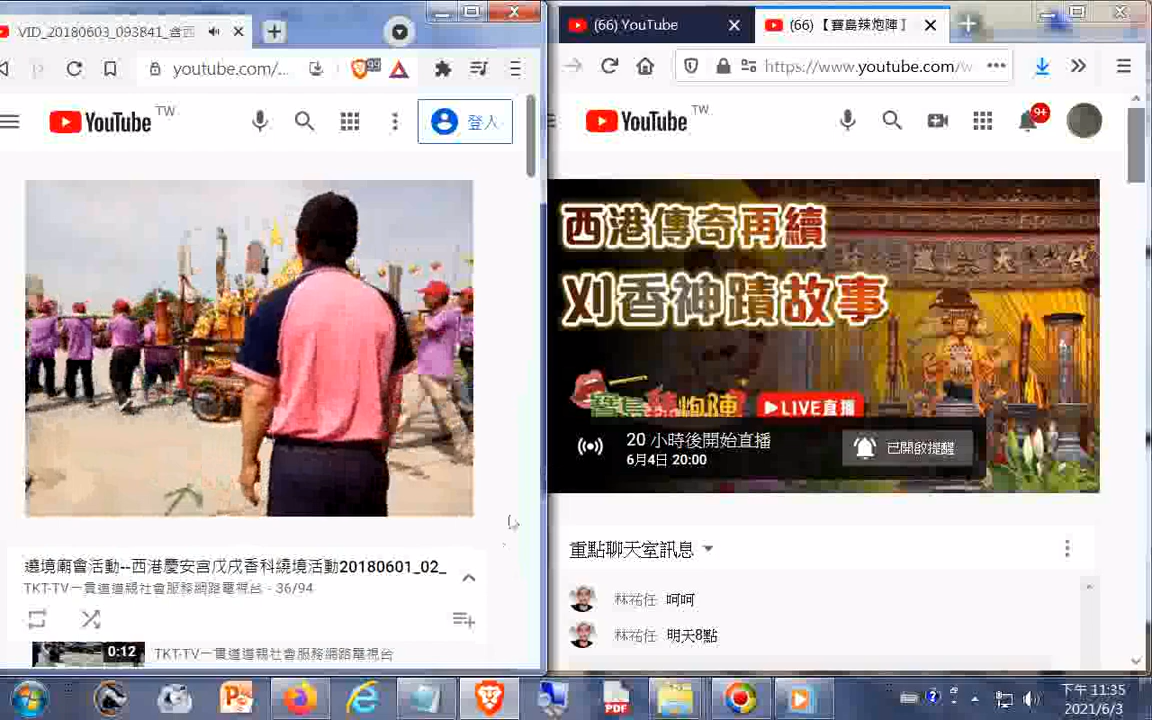 VID_20180603_093841_含西
(66) YouTube
(66) 【寶島辣炮陣】
youtube.com/...
99
https://www.youtube.com/w
YouTube TW
登入
YouTube TW
9+
西港傳奇再續
刈香神蹟故事
寶島辣炮陣
LIVE直播
20 小時後開始直播
6月4日 20:00
已開啟提醒
遶境廟會活動--西港慶安宮戊戌香科繞境活動20180601_02_
TKT-TV一貫道道親社會服務網路電視台 - 36/94
0:12
TKT-TV一貫道道親社會服務網路電視台
重點聊天室訊息
林祐任 呵呵
林祐任 明天8點
PDF
下午 11:35
2021/6/3